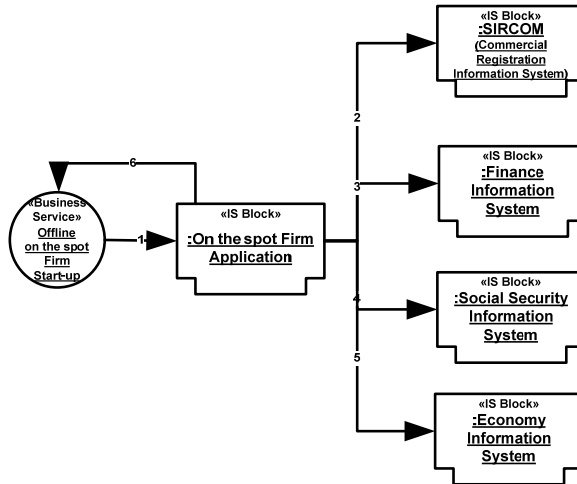 «IS Block»
:SIRCOM
(Commercial
Registration
Information System)
2
6
«IS Block»
:Finance
Information
System
3
«Business
Service»
Offline
on the spot
Firm
Start-up
1
«IS Block»
:On the spot Firm
Application
«IS Block»
:Social Security
Information
System
4
5
«IS Block»
:Economy
Information
System